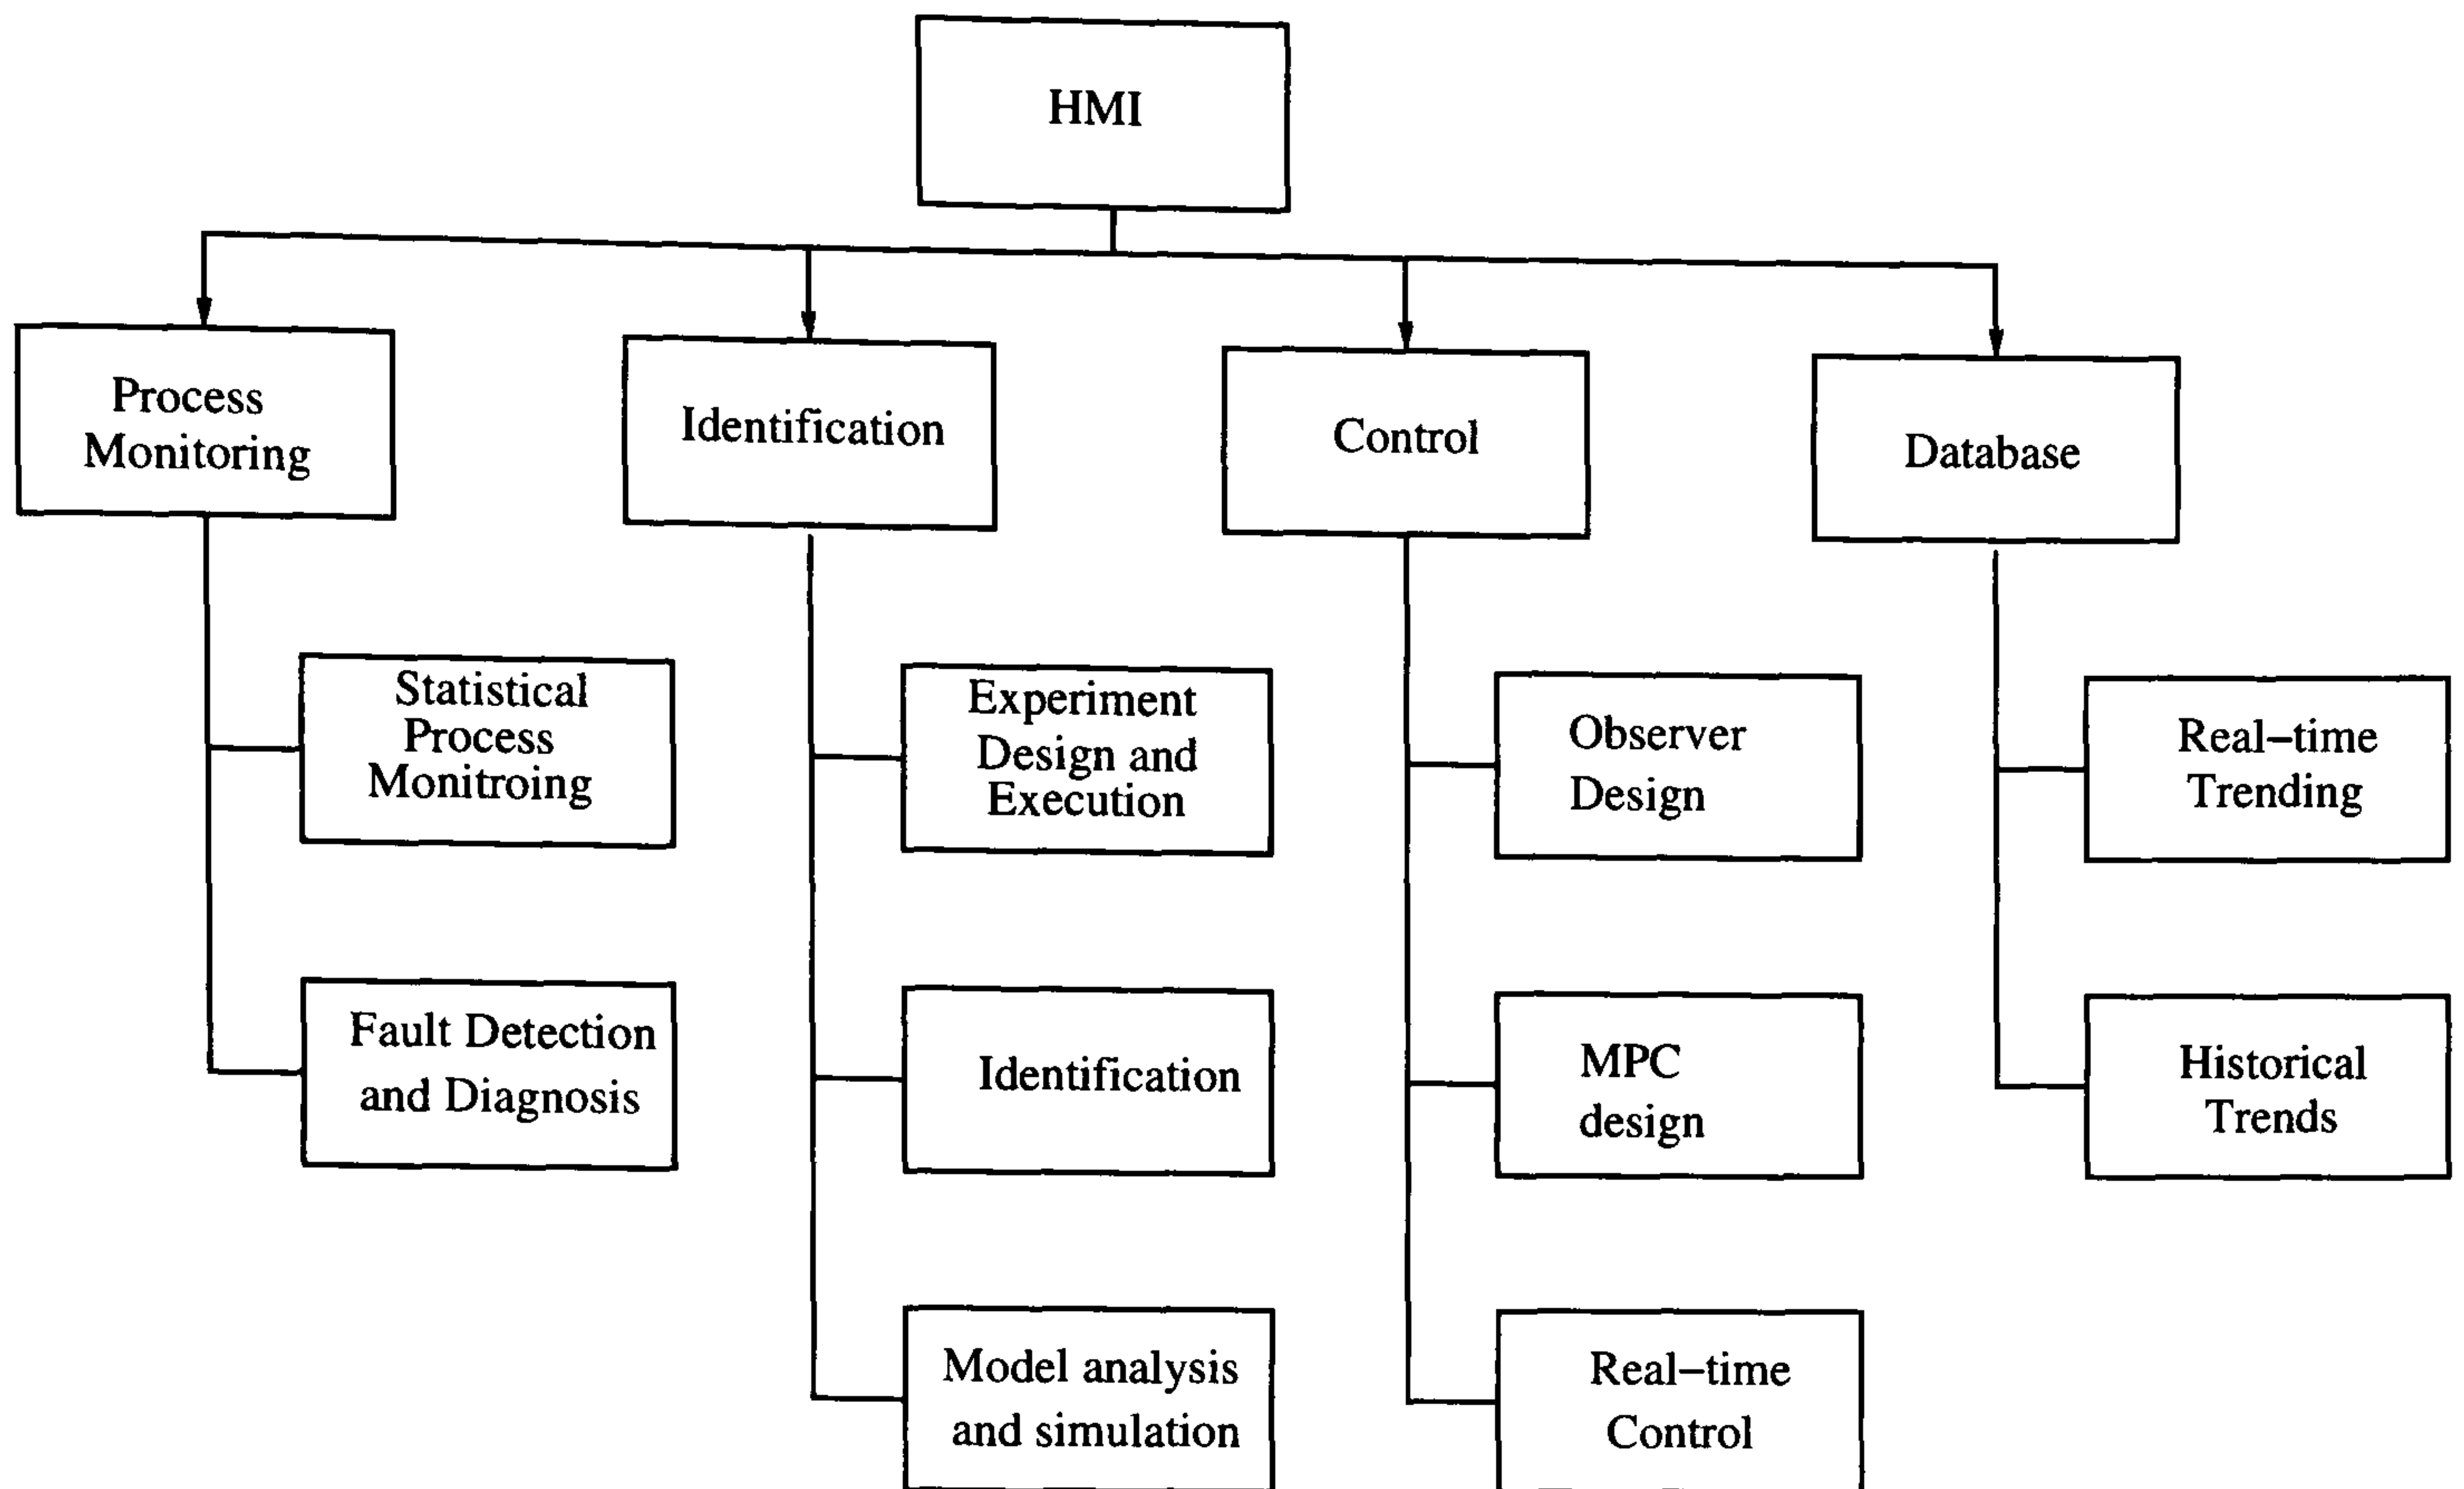 HMI
Process
Monitoring
Identification
Control
Database
Statistical
Process
Monitroing
Experiment
Design and
Execution
Observer
Design
Real–time
Trending
Fault Detection
and Diagnosis
Identification
MPC
design
Historical
Trends
Model analysis
and simulation
Real–time
Control